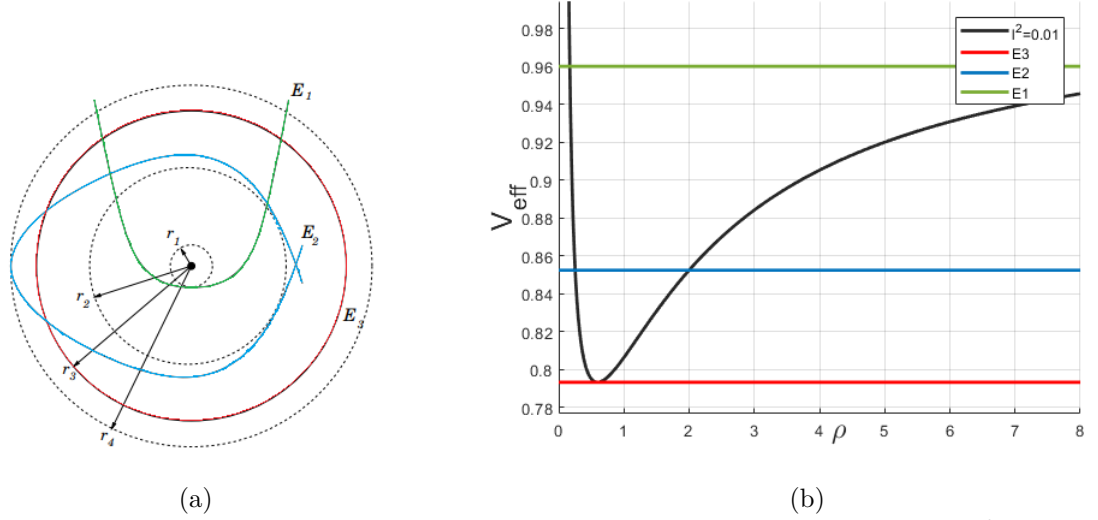 E₁
r₁
E₂
r₂
E₃
r₃
r₄
(a)
0.98
0.96
0.94
0.92
0.9
0.88
0.86
0.84
0.82
0.8
0.78
V_eff
0 1 2 3 4 5 6 7 8
ρ
l²=0.01
E3
E2
E1
(b)